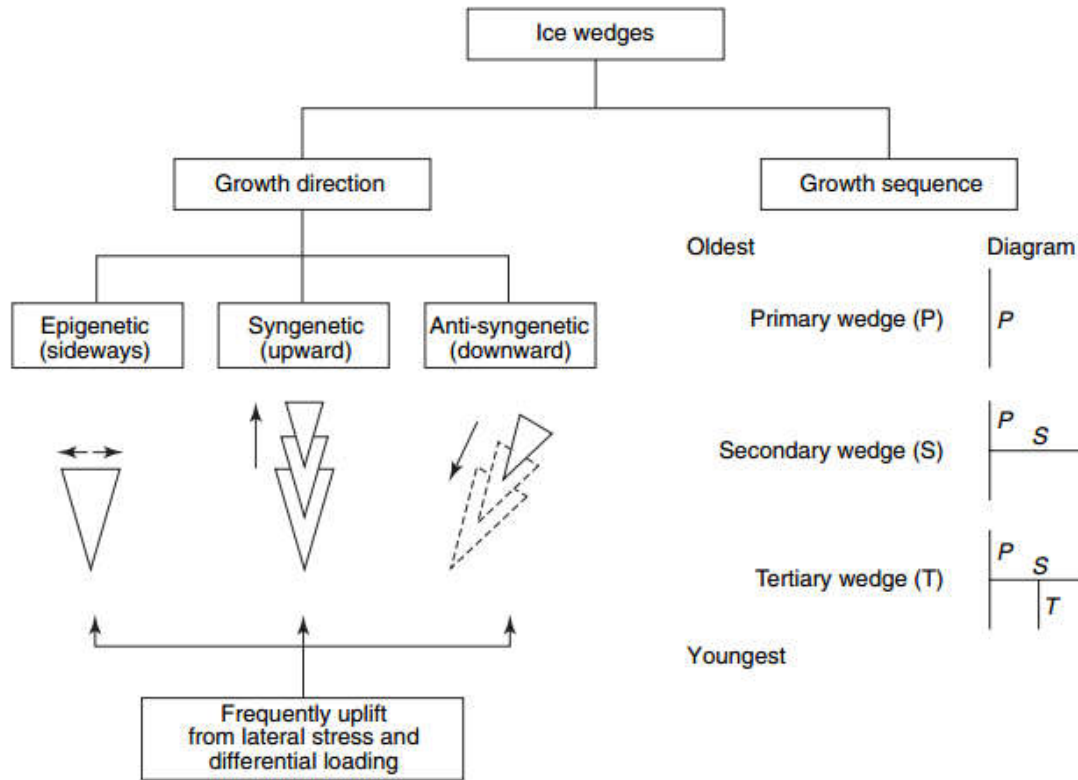 Ice wedges
Growth direction
Growth sequence
Epigenetic
(sideways)
Syngenetic
(upward)
Anti-syngenetic
(downward)
Frequently uplift
from lateral stress and
differential loading
Oldest
Diagram
Primary wedge (P)
P
Secondary wedge (S)
P
S
Tertiary wedge (T)
P
S
T
Youngest